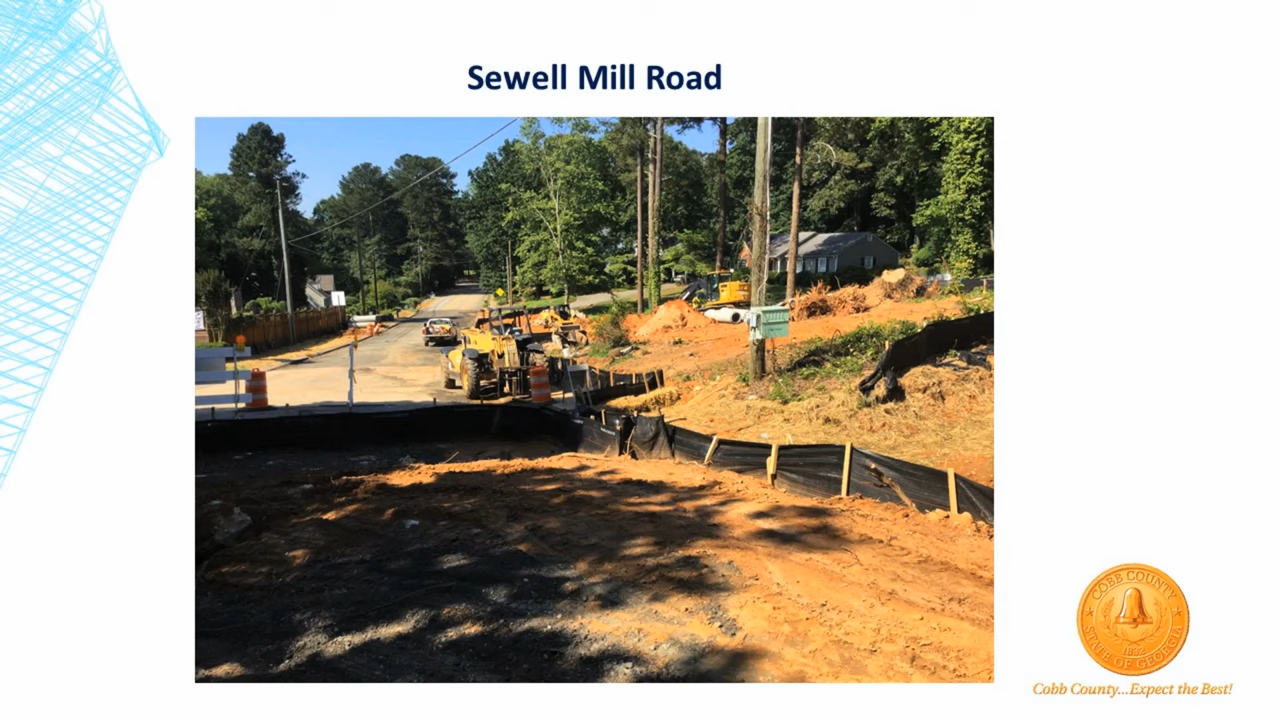 Sewell Mill Road
COBB COUNTY
1832
STATE OF GEORGIA
Cobb County...Expect the Best!